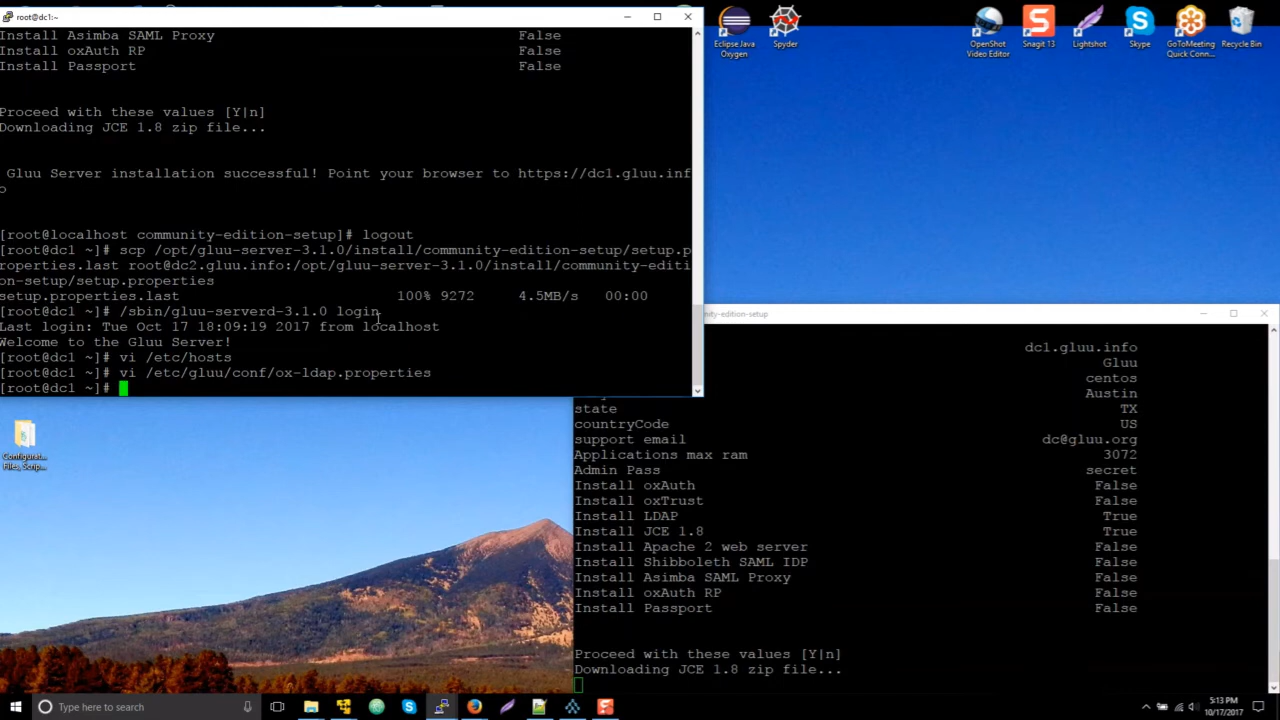 root@dc1:~
Install Asimba SAML Proxy False
Install oxAuth RP False
Install Passport False
Proceed with these values [Y|n]
Downloading JCE 1.8 zip file...
Gluu Server installation successful! Point your browser to https://dc1.gluu.inf
o
[root@localhost community-edition-setup]# logout
[root@dc1 ~]# scp /opt/gluu-server-3.1.0/install/community-edition-setup/setup.p
roperties.last root@dc2.gluu.info:/opt/gluu-server-3.1.0/install/community-editi
on-setup/setup.properties
setup.properties.last 100% 9272 4.5MB/s 00:00
[root@dc1 ~]# /sbin/gluu-serverd-3.1.0 login
Last login: Tue Oct 17 18:09:19 2017 from localhost
Welcome to the Gluu Server!
[root@dc1 ~]# vi /etc/hosts
[root@dc1 ~]# vi /etc/gluu/conf/ox-ldap.properties
[root@dc1 ~]#
Eclipse Java
Oxygen
Spyder
OpenShot
Video Editor
Snagit 13
Lightshot
Skype
GoToMeeting
Quick Conn...
Recycle Bin
Configurat...
Files, Scrip...
nity-edition-setup
dc1.gluu.info
Gluu
centos
Austin
state TX
countryCode US
support email dc@gluu.org
Applications max ram 3072
Admin Pass secret
Install oxAuth False
Install oxTrust False
Install LDAP True
Install JCE 1.8 True
Install Apache 2 web server False
Install Shibboleth SAML IDP False
Install Asimba SAML Proxy False
Install oxAuth RP False
Install Passport False
Proceed with these values [Y|n]
Downloading JCE 1.8 zip file...
Type here to search
5:13 PM
10/17/2017